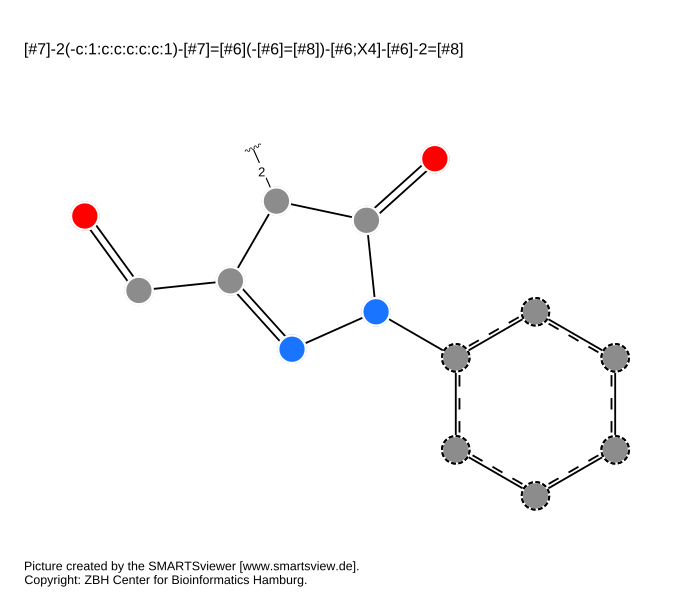 [#7]-2(-c:1:c:c:c:c:c:1)-[#7]=[#6](-[#6]=[#8])-[#6;X4]-[#6]-2=[#8]
2
Picture created by the SMARTSviewer [www.smartsview.de].
Copyright: ZBH Center for Bioinformatics Hamburg.